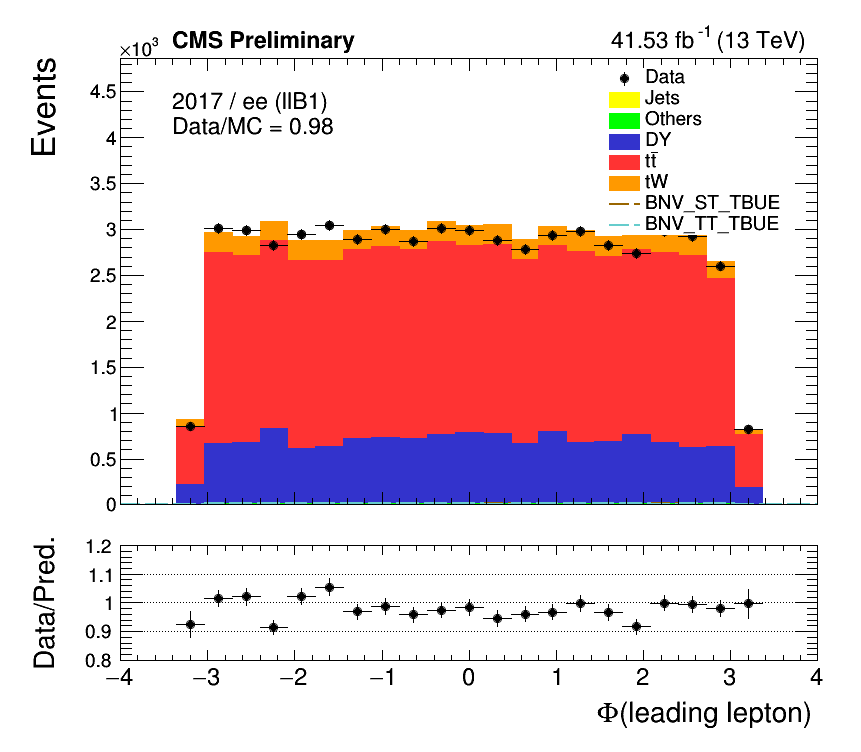 ×10³ CMS Preliminary 41.53 fb⁻¹ (13 TeV)
Events
2017 / ee (IIB1)
Data/MC = 0.98
Data
Jets
Others
DY
tt̄
tW
BNV_ST_TBUE
BNV_TT_TBUE
4.5
4
3.5
3
2.5
2
1.5
1
0.5
0
Data/Pred.
1.2
1.1
1
0.9
0.8
−4 −3 −2 −1 0 1 2 3 4
Φ(leading lepton)